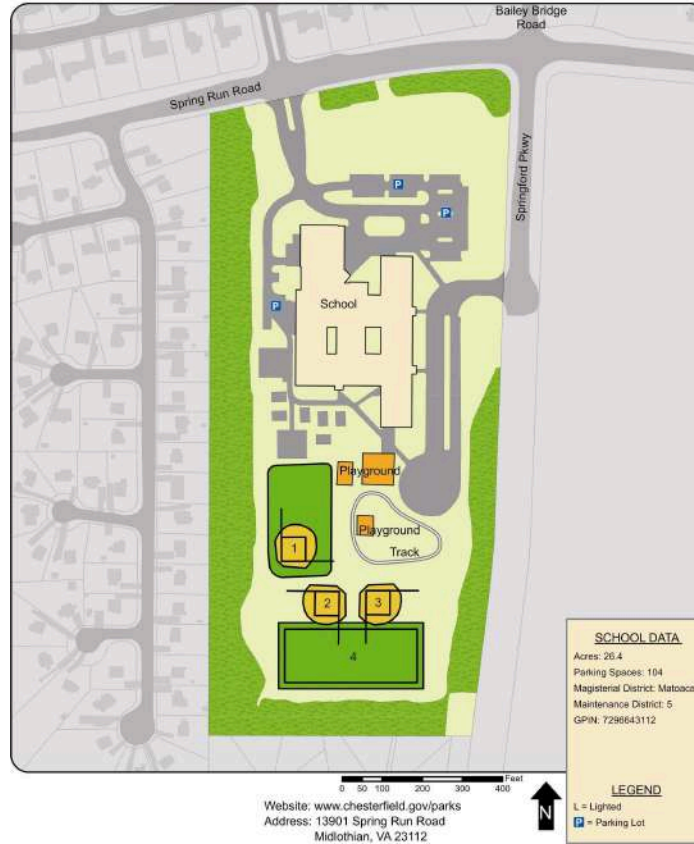 Bailey Bridge
Road
Spring Run Road
Springford Pkwy
P
P
P
School
Playground
Playground
Track
1
2
3
4
SCHOOL DATA
Acres: 26.4
Parking Spaces: 104
Magisterial District: Matoaca
Maintenance District: 5
GPIN: 7296643112
LEGEND
L = Lighted
P = Parking Lot
Feet
0 50 100 200 300 400
N
Website: www.chesterfield.gov/parks
Address: 13901 Spring Run Road
Midlothian, VA 23112